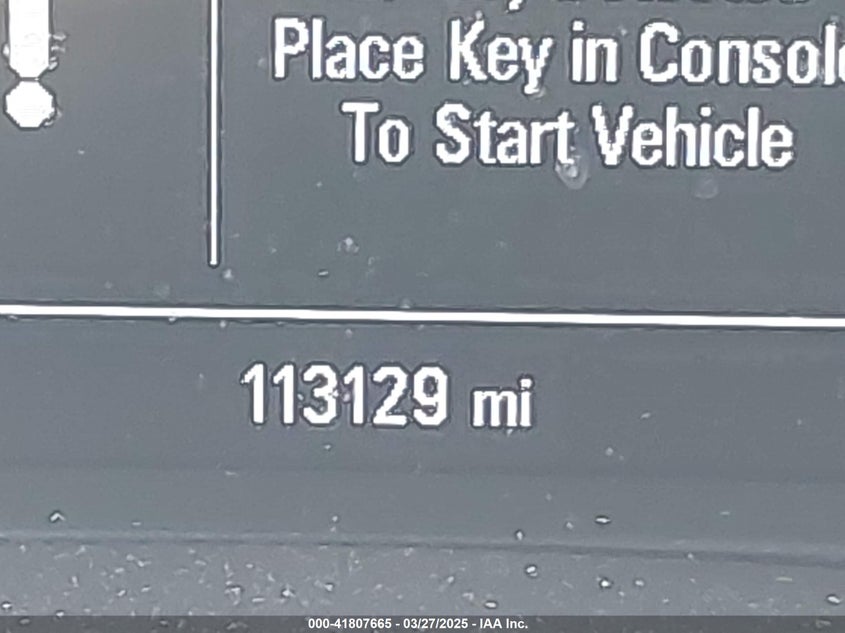 Place Key in Console
To Start Vehicle
113129 mi
000-41807665 - 03/27/2025 - IAA Inc.